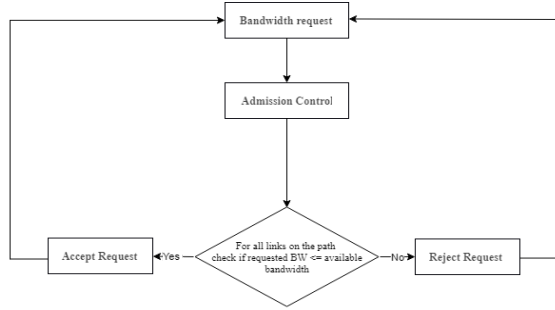 Bandwidth request
Admission Control
For all links on the path
check if requested BW <= available
bandwidth
Accept Request
Yes
No
Reject Request